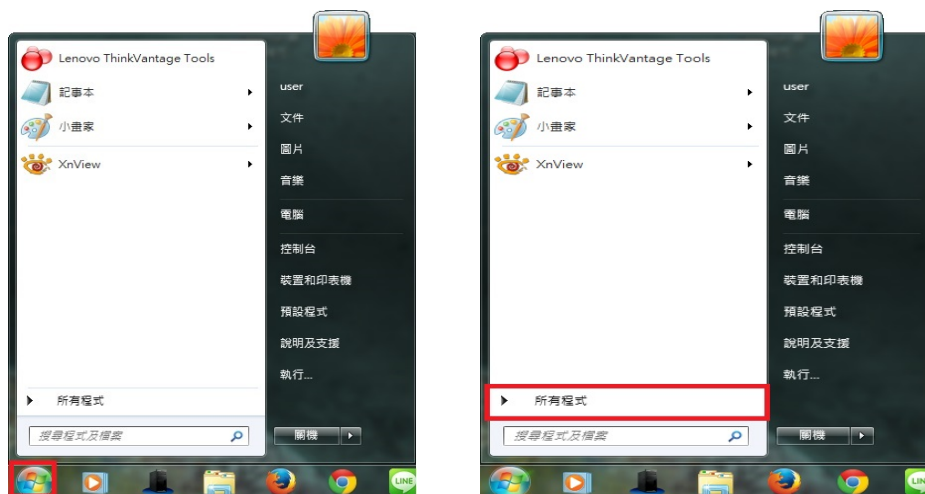 Lenovo ThinkVantage Tools
記事本
小畫家
XnView
所有程式
搜尋程式及檔案
user
文件
圖片
音樂
電腦
控制台
裝置和印表機
預設程式
說明及支援
執行...
關機
LINE
Lenovo ThinkVantage Tools
記事本
小畫家
XnView
所有程式
搜尋程式及檔案
user
文件
圖片
音樂
電腦
控制台
裝置和印表機
預設程式
說明及支援
執行...
關機
LIN